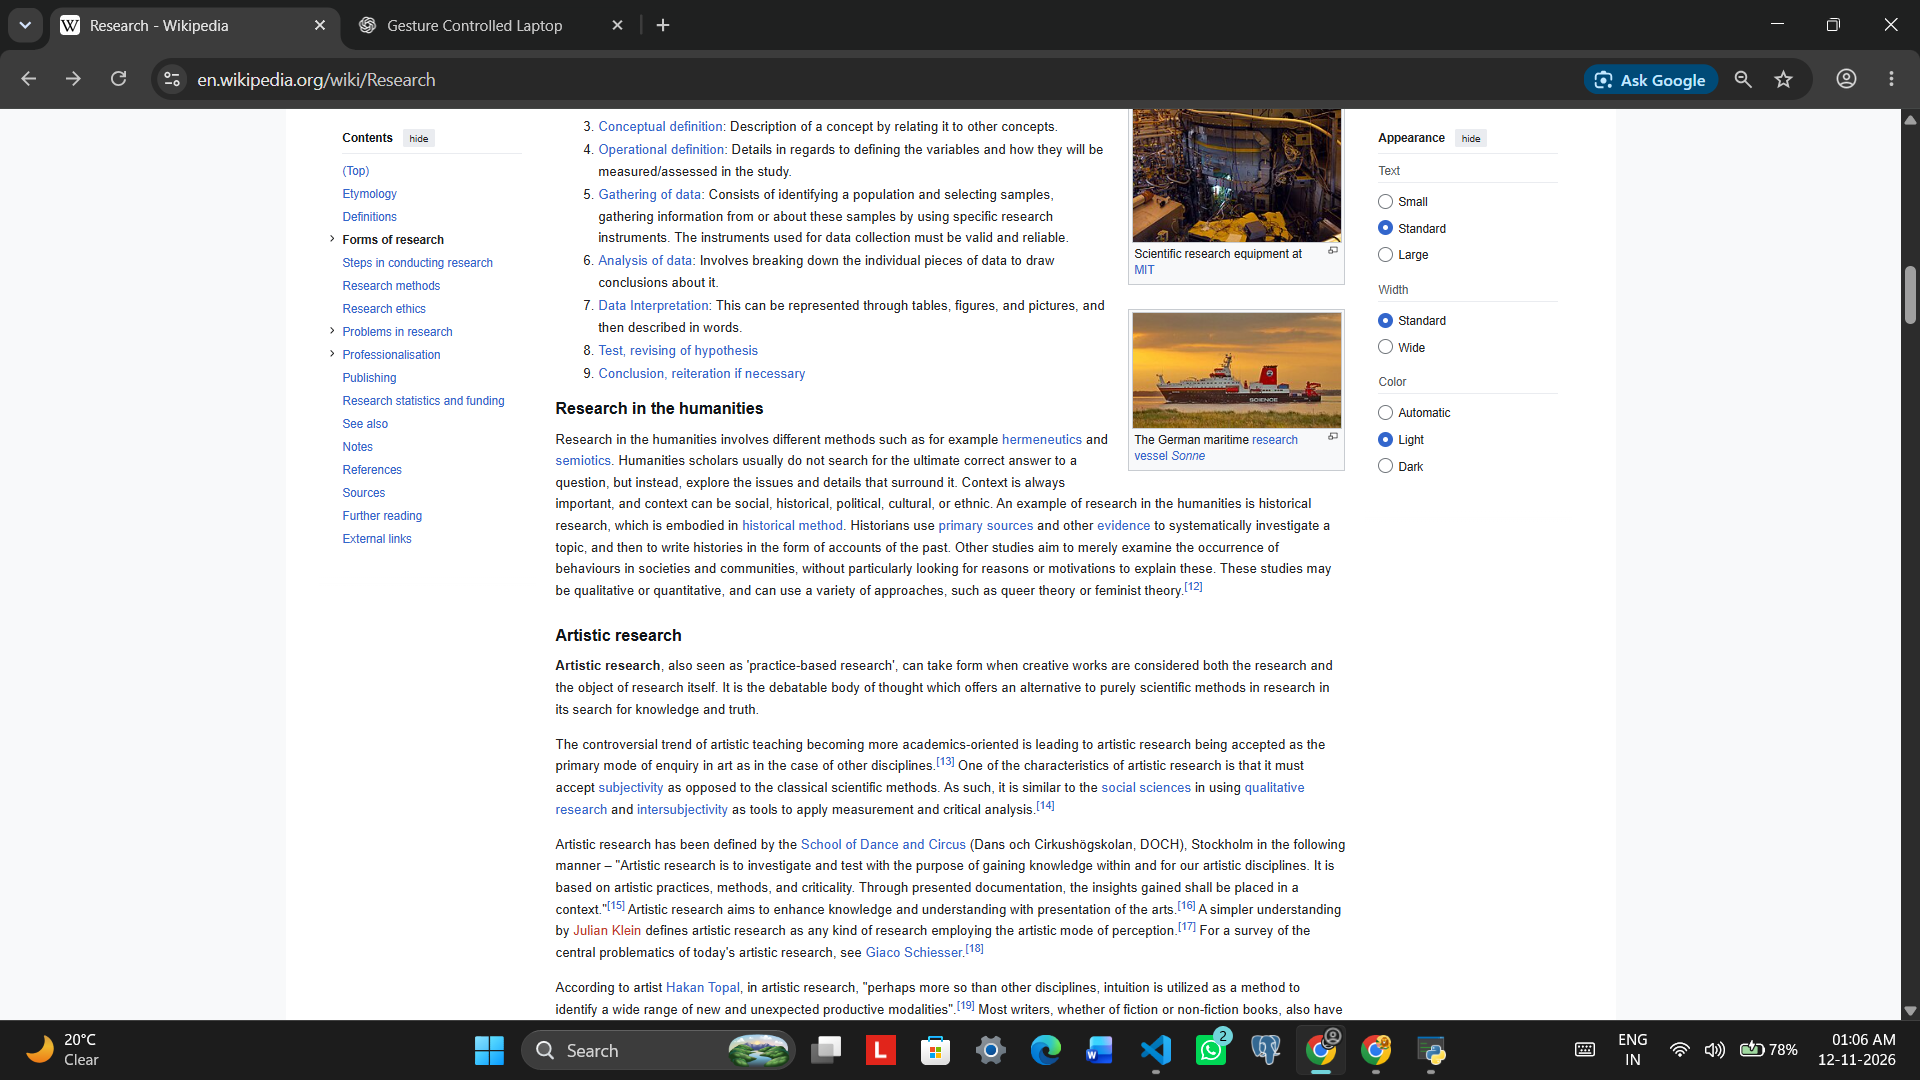 Research - Wikipedia
Gesture Controlled Laptop
en.wikipedia.org/wiki/Research
Ask Google
Contents hide
(Top)
Etymology
Definitions
Forms of research
Steps in conducting research
Research methods
Research ethics
Problems in research
Professionalisation
Publishing
Research statistics and funding
See also
Notes
References
Sources
Further reading
External links
3. Conceptual definition: Description of a concept by relating it to other concepts.
4. Operational definition: Details in regards to defining the variables and how they will be
measured/assessed in the study.
5. Gathering of data: Consists of identifying a population and selecting samples,
gathering information from or about these samples by using specific research
instruments. The instruments used for data collection must be valid and reliable.
6. Analysis of data: Involves breaking down the individual pieces of data to draw
conclusions about it.
7. Data Interpretation: This can be represented through tables, figures, and pictures, and
then described in words.
8. Test, revising of hypothesis
9. Conclusion, reiteration if necessary
Scientific research equipment at
MIT
SCIENCE
The German maritime research
vessel Sonne
Research in the humanities
Research in the humanities involves different methods such as for example hermeneutics and
semiotics. Humanities scholars usually do not search for the ultimate correct answer to a
question, but instead, explore the issues and details that surround it. Context is always
important, and context can be social, historical, political, cultural, or ethnic. An example of research in the humanities is historical
research, which is embodied in historical method. Historians use primary sources and other evidence to systematically investigate a
topic, and then to write histories in the form of accounts of the past. Other studies aim to merely examine the occurrence of
behaviours in societies and communities, without particularly looking for reasons or motivations to explain these. These studies may
be qualitative or quantitative, and can use a variety of approaches, such as queer theory or feminist theory.[12]
Artistic research
Artistic research, also seen as 'practice-based research', can take form when creative works are considered both the research and
the object of research itself. It is the debatable body of thought which offers an alternative to purely scientific methods in research in
its search for knowledge and truth.
The controversial trend of artistic teaching becoming more academics-oriented is leading to artistic research being accepted as the
primary mode of enquiry in art as in the case of other disciplines.[13] One of the characteristics of artistic research is that it must
accept subjectivity as opposed to the classical scientific methods. As such, it is similar to the social sciences in using qualitative
research and intersubjectivity as tools to apply measurement and critical analysis.[14]
Artistic research has been defined by the School of Dance and Circus (Dans och Cirkushögskolan, DOCH), Stockholm in the following
manner – "Artistic research is to investigate and test with the purpose of gaining knowledge within and for our artistic disciplines. It is
based on artistic practices, methods, and criticality. Through presented documentation, the insights gained shall be placed in a
context."[15] Artistic research aims to enhance knowledge and understanding with presentation of the arts.[16] A simpler understanding
by Julian Klein defines artistic research as any kind of research employing the artistic mode of perception.[17] For a survey of the
central problematics of today's artistic research, see Giaco Schiesser.[18]
According to artist Hakan Topal, in artistic research, "perhaps more so than other disciplines, intuition is utilized as a method to
identify a wide range of new and unexpected productive modalities".[19] Most writers, whether of fiction or non-fiction books, also have
Appearance hide
Text
Small
Standard
Large
Width
Standard
Wide
Color
Automatic
Light
Dark
20°C
Clear
Search
L
W
2
ENG
IN
78%
01:06 AM
12-11-2026